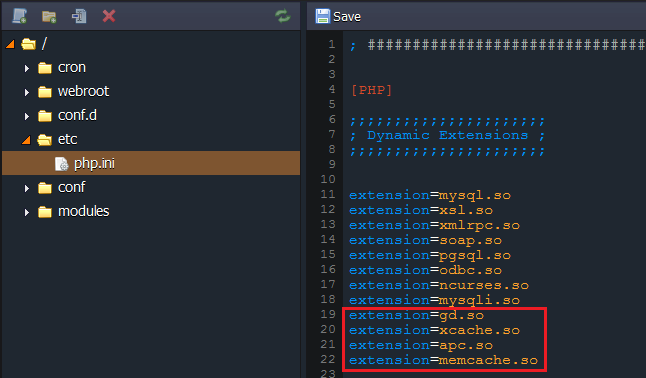 /
cron
webroot
conf.d
etc
php.ini
conf
modules
Save
1 ; ###############################
2
3
4 [PHP]
5
6 ;;;;;;;;;;;;;;;;;;;;;;
7 ; Dynamic Extensions ;
8 ;;;;;;;;;;;;;;;;;;;;;;
9
10
11 extension=mysql.so
12 extension=xsl.so
13 extension=xmlrpc.so
14 extension=soap.so
15 extension=pgsql.so
16 extension=odbc.so
17 extension=ncurses.so
18 extension=mysqli.so
19 extension=gd.so
20 extension=xcache.so
21 extension=apc.so
22 extension=memcache.so
23